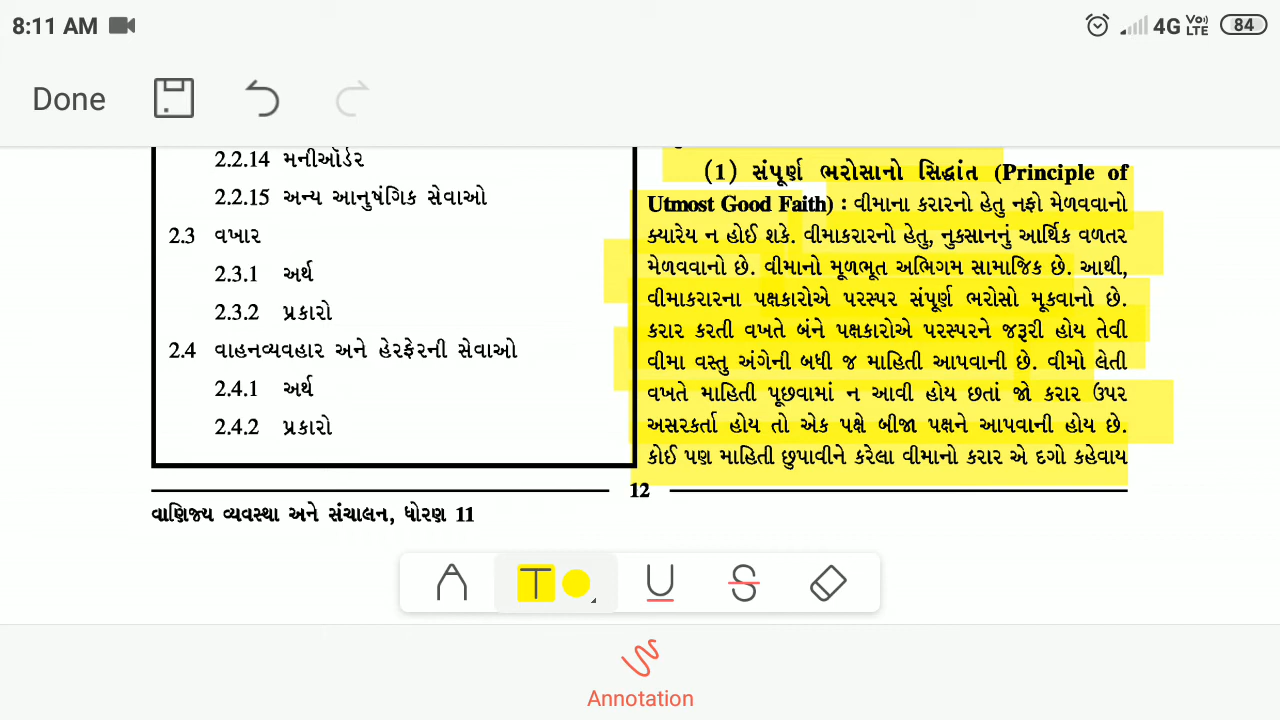 8:11 AM
4G Vo) LTE 84
Done
2.2.14 મનીઑર્ડર
2.2.15 અન્ય આનુષંગિક સેવાઓ
2.3 વખાર
2.3.1 અર્થ
2.3.2 પ્રકારો
2.4 વાહનવ્યવહાર અને હેરફેરની સેવાઓ
2.4.1 અર્થ
2.4.2 પ્રકારો
(1) સંપૂર્ણ ભરોસાનો સિદ્ધાંત (Principle of
Utmost Good Faith) : વીમાના કરારનો હેતુ નફો મેળવવાનો
ક્યારેય ન હોઈ શકે. વીમાકરારનો હેતુ, નુકસાનનું આર્થિક વળતર
મેળવવાનો છે. વીમાનો મૂળભૂત અભિગમ સામાજિક છે. આથી,
વીમાકરારના પક્ષકારોએ પરસ્પર સંપૂર્ણ ભરોસો મૂકવાનો છે.
કરાર કરતી વખતે બંને પક્ષકારોએ પરસ્પરને જરૂરી હોય તેવી
વીમા વસ્તુ અંગેની બધી જ માહિતી આપવાની છે. વીમો લેતી
વખતે માહિતી પૂછવામાં ન આવી હોય છતાં જો કરાર ઉપર
અસરકર્તા હોય તો એક પક્ષે બીજા પક્ષને આપવાની હોય છે.
કોઈ પણ માહિતી છુપાવીને કરેલા વીમાનો કરાર એ દગો કહેવાય
12
વાણિજ્ય વ્યવસ્થા અને સંચાલન, ધોરણ 11
A T U S
Annotation